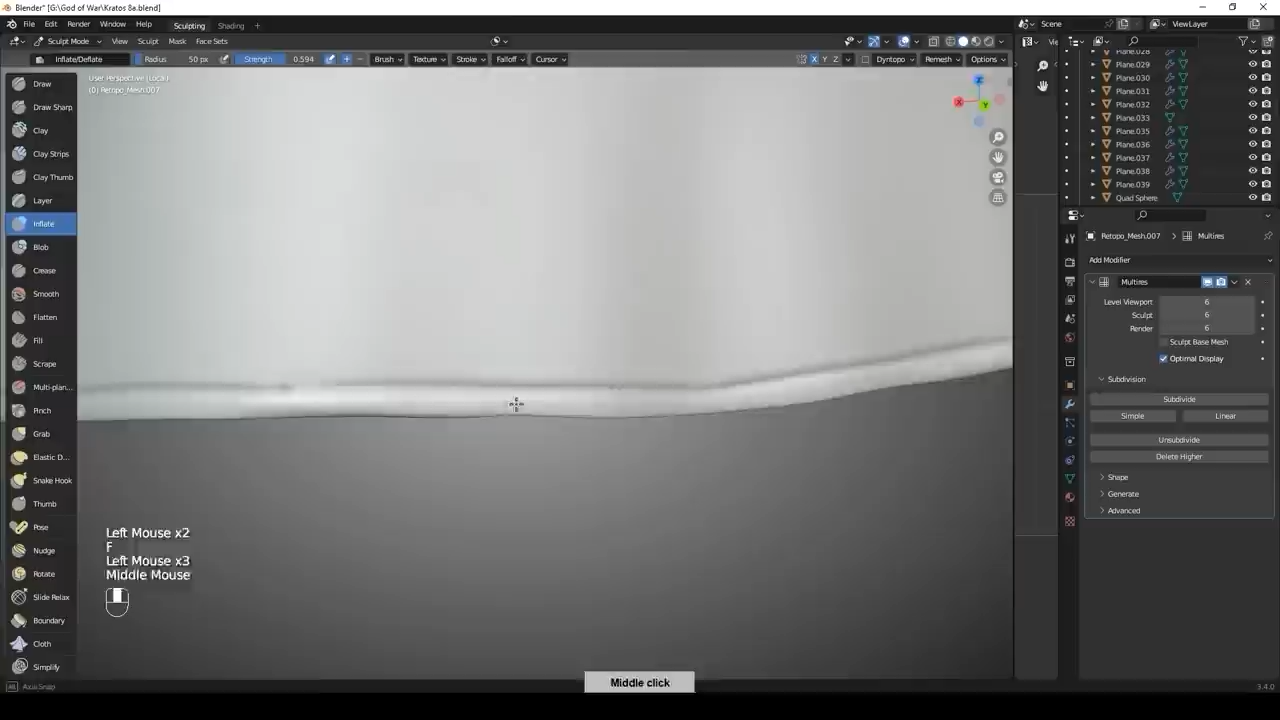 Blender* [G:\God of War\Kratos 8a.blend]
File Edit Render Window Help Sculpting Shading + Scene ViewLayer
Sculpt Mode View Sculpt Mask Face Sets
Inflate/Deflate Radius 50 px Strength 0.594 Brush Texture Stroke Falloff Cursor X Y Z Dyntopo Remesh Options
User Perspective (Local)
(0) Retopo_Mesh.007
Draw
Draw Sharp
Clay
Clay Strips
Clay Thumb
Layer
Inflate
Blob
Crease
Smooth
Flatten
Fill
Scrape
Multi-plan...
Pinch
Grab
Elastic D...
Snake Hook
Thumb
Pose
Nudge
Rotate
Slide Relax
Boundary
Cloth
Simplify
Z
X
Y
Left Mouse x2
F
Left Mouse x3
Middle Mouse
Middle click
Vie
Plane.028
Plane.029
Plane.030
Plane.031
Plane.032
Plane.033
Plane.035
Plane.036
Plane.037
Plane.038
Plane.039
Quad Sphere
Retopo_Mesh.007 > Multires
Add Modifier
Multires
Level Viewport 6
Sculpt 6
Render 6
Sculpt Base Mesh
Optimal Display
Subdivision
Subdivide
Simple Linear
Unsubdivide
Delete Higher
Shape
Generate
Advanced
Axis Snap
3.4.0